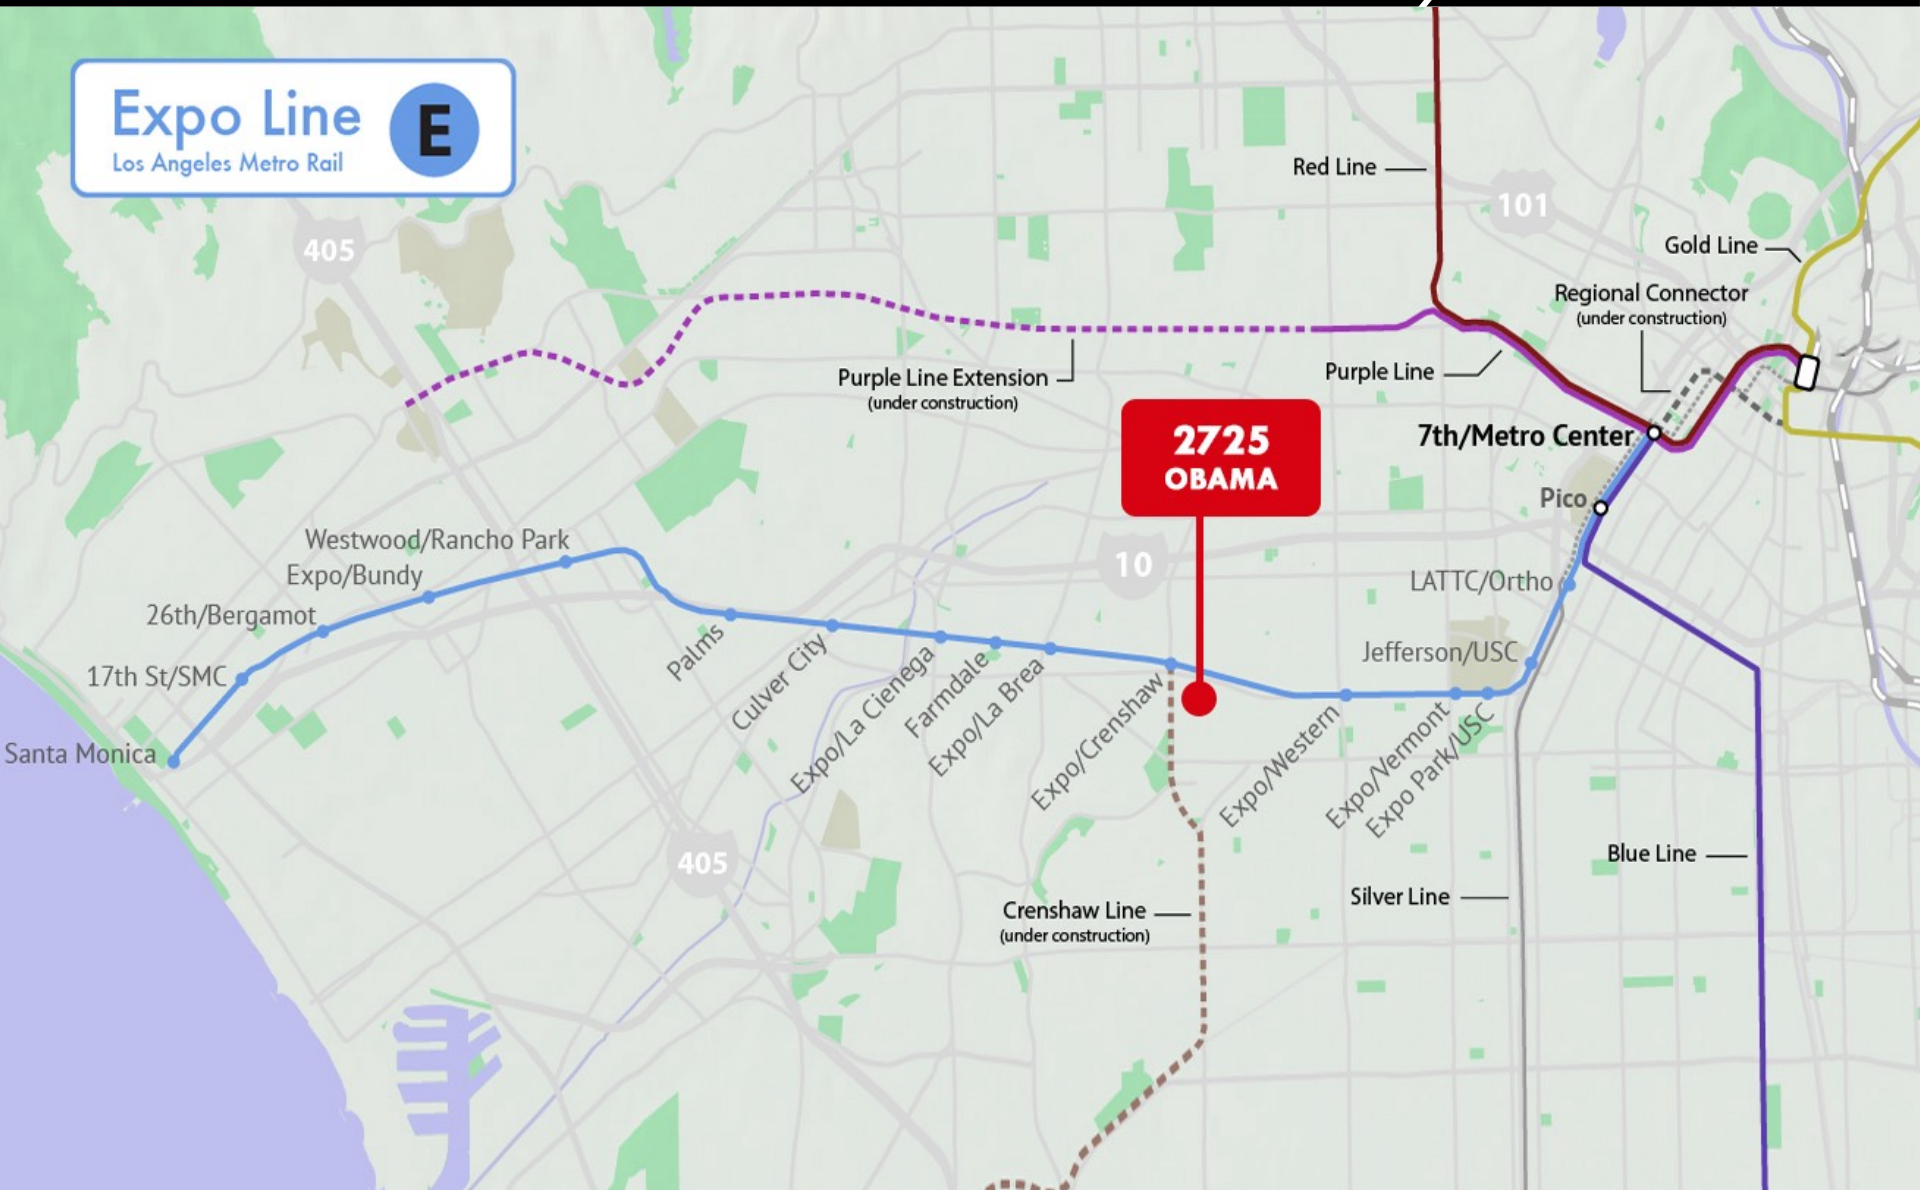 Expo Line
E
Los Angeles Metro Rail
405
Red Line
101
Gold Line
Regional Connector
(under construction)
Purple Line Extension
(under construction)
Purple Line
2725
OBAMA
7th/Metro Center
Pico
Westwood/Rancho Park
Expo/Bundy
10
LATTC/Ortho
26th/Bergamot
17th St/SMC
Santa Monica
Palms
Culver City
Expo/La Cienega
Farmdale
Expo/La Brea
Expo/Crenshaw
Expo/Western
Expo/Vermont
Expo Park/USC
Jefferson/USC
405
Blue Line
Silver Line
Crenshaw Line
(under construction)